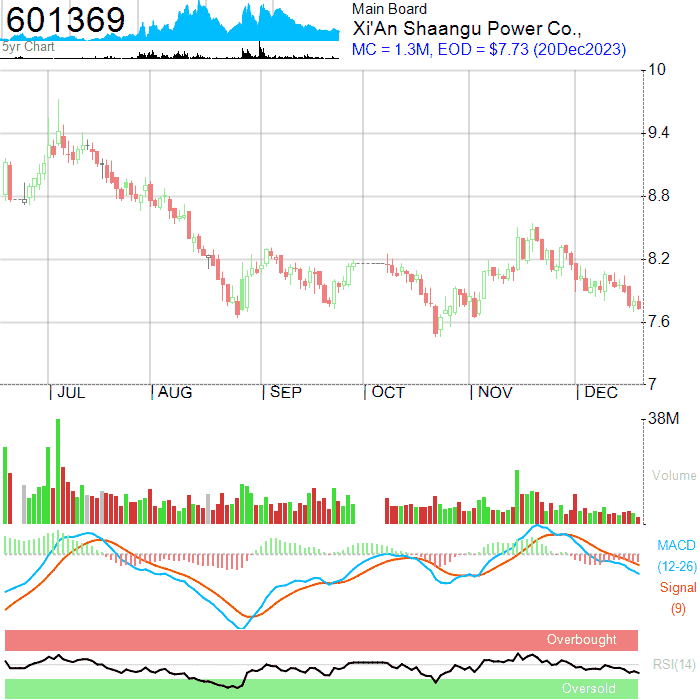 601369
5yr Chart
Main Board
Xi'An Shaangu Power Co.,
MC = 1.3M, EOD = $7.73 (20Dec2023)
10
9.4
8.8
8.2
7.6
7
JUL AUG SEP OCT NOV DEC
38M
Volume
MACD
(12-26)
Signal
(9)
Overbought
RSI(14)
Oversold